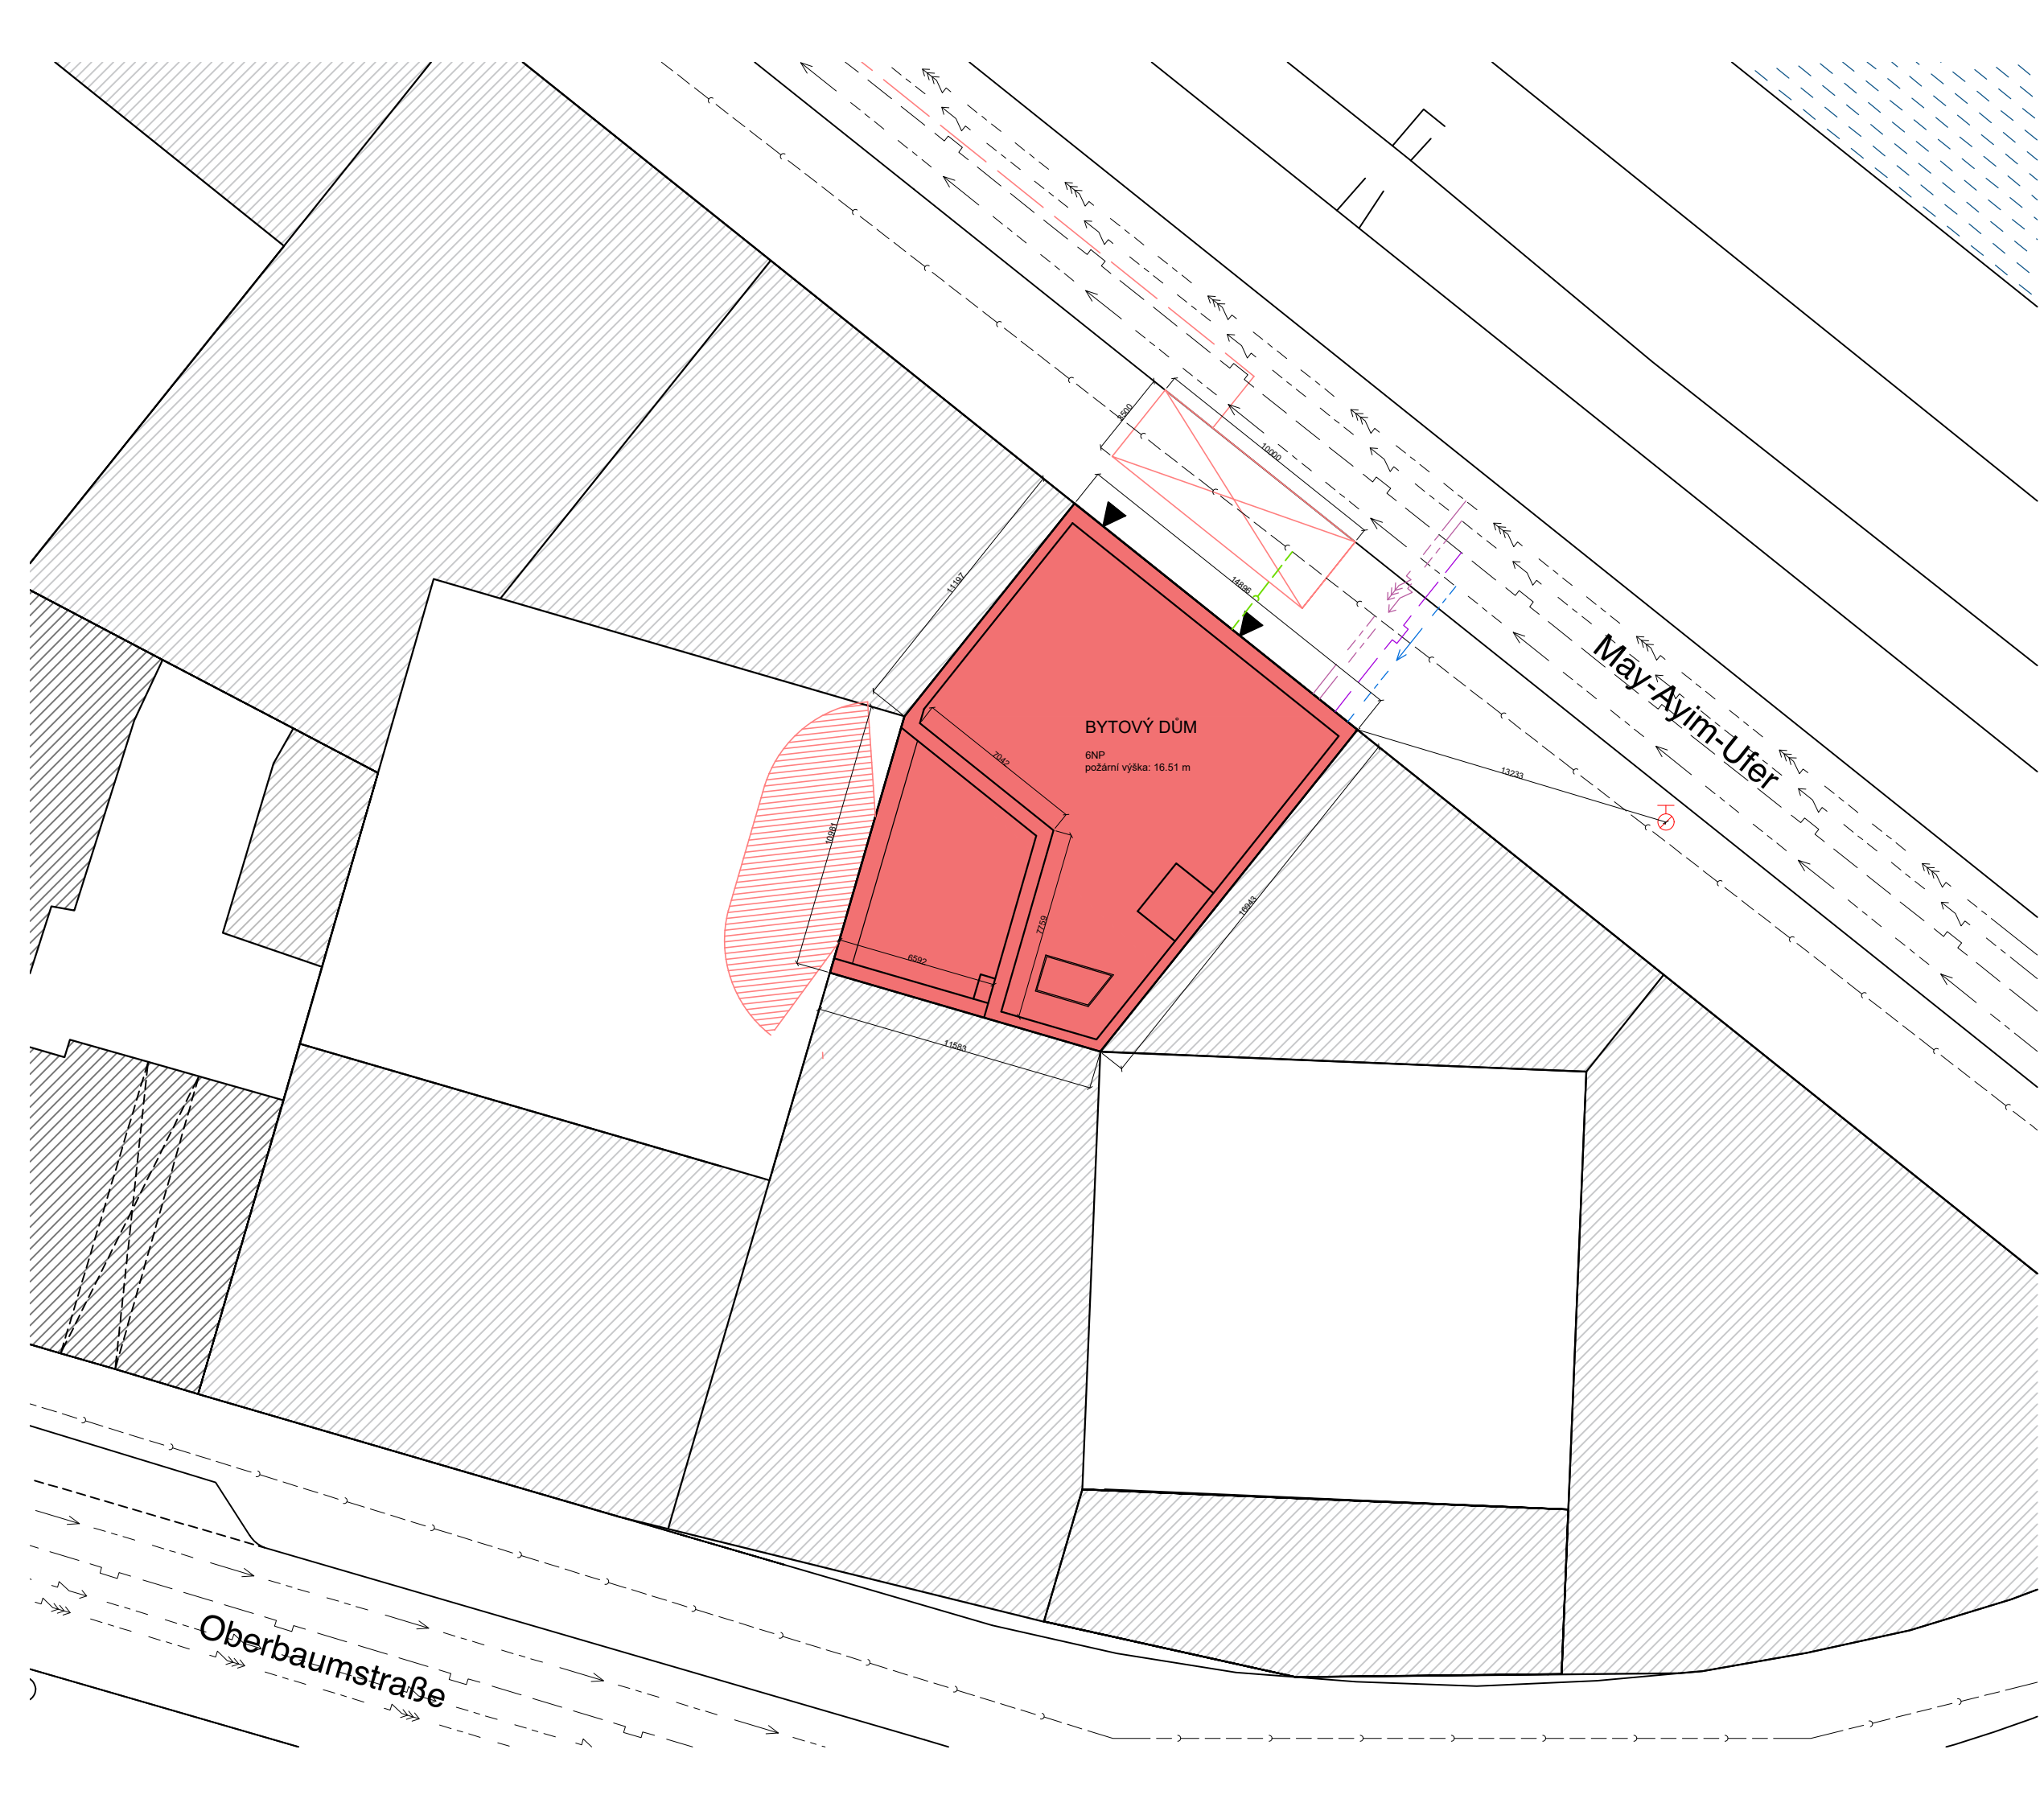 3500
10000
11197
14896
May-Ayim-Ufer
BYTOVÝ DŮM
6NP
požární výška: 16.51 m
7042
13233
10981
16943
7759
6592
11583
Oberbaumstraße